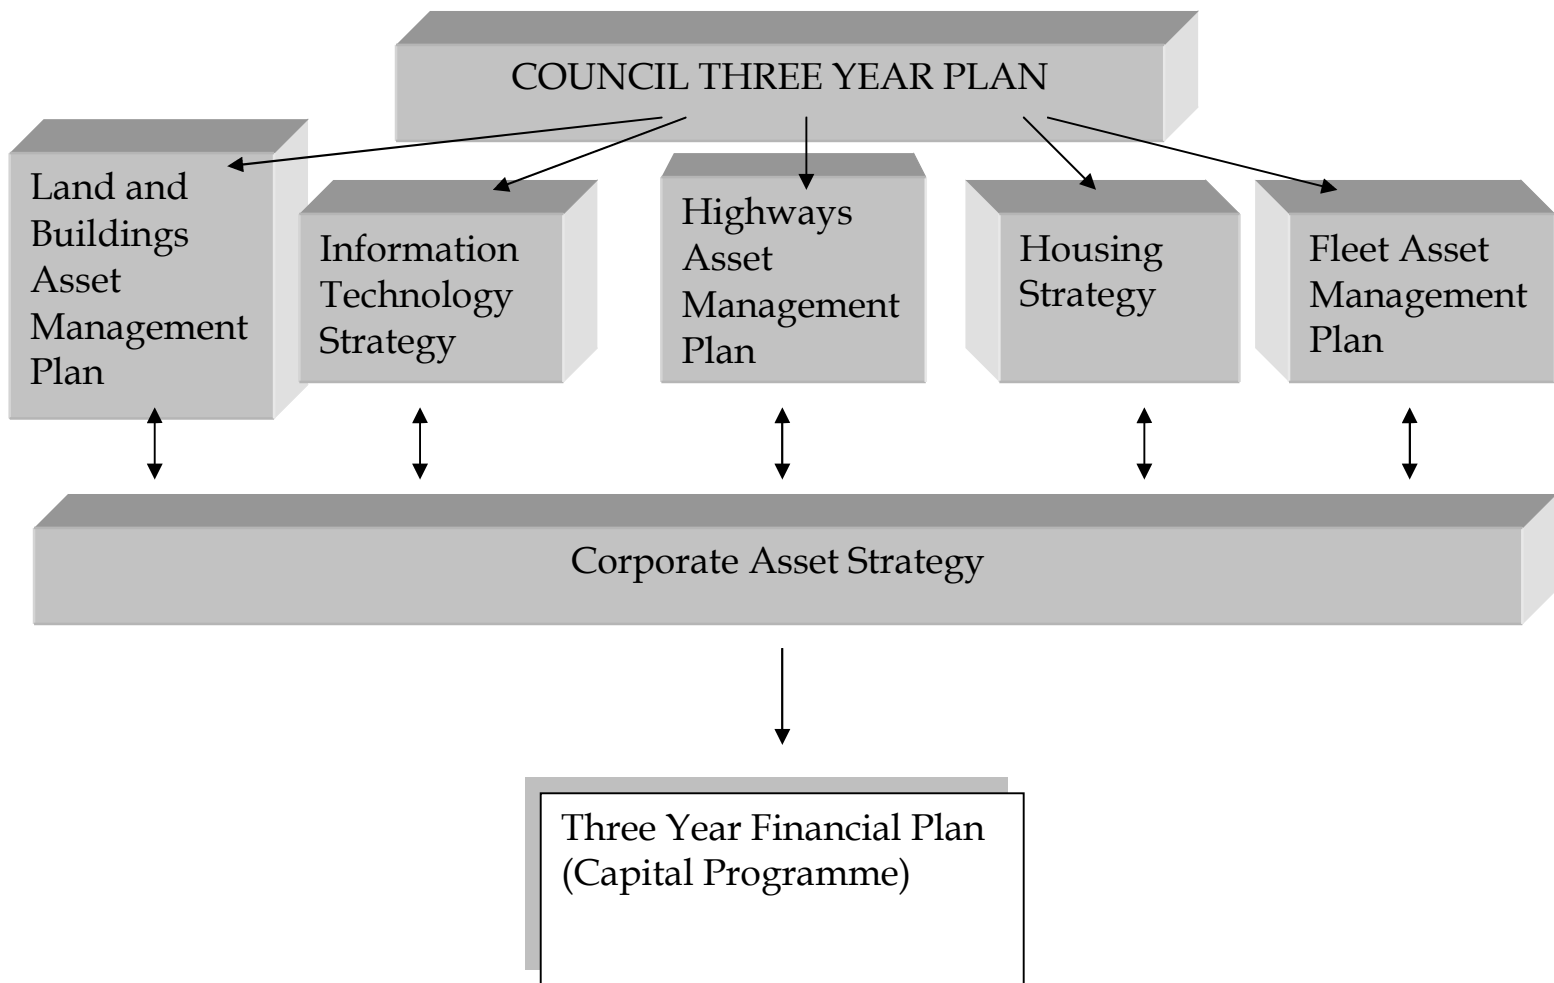 COUNCIL THREE YEAR PLAN
Land and
Buildings
Asset
Management
Plan
Information
Technology
Strategy
Highways
Asset
Management
Plan
Housing
Strategy
Fleet Asset
Management
Plan
Corporate Asset Strategy
Three Year Financial Plan
(Capital Programme)